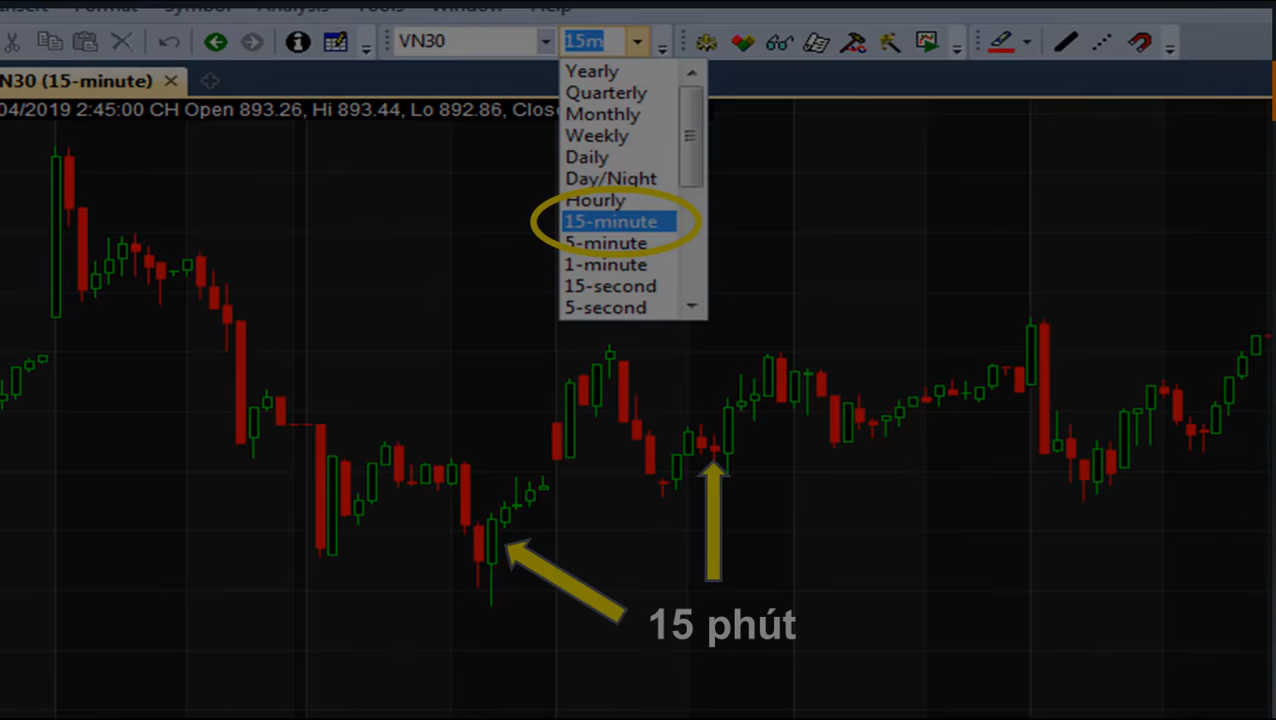 VN30
15m
N30 (15-minute)
04/2019 2:45:00 CH Open 893.26, Hi 893.44, Lo 892.86, Close
Yearly
Quarterly
Monthly
Weekly
Daily
Day/Night
Hourly
15-minute
5-minute
1-minute
15-second
5-second
15 phút